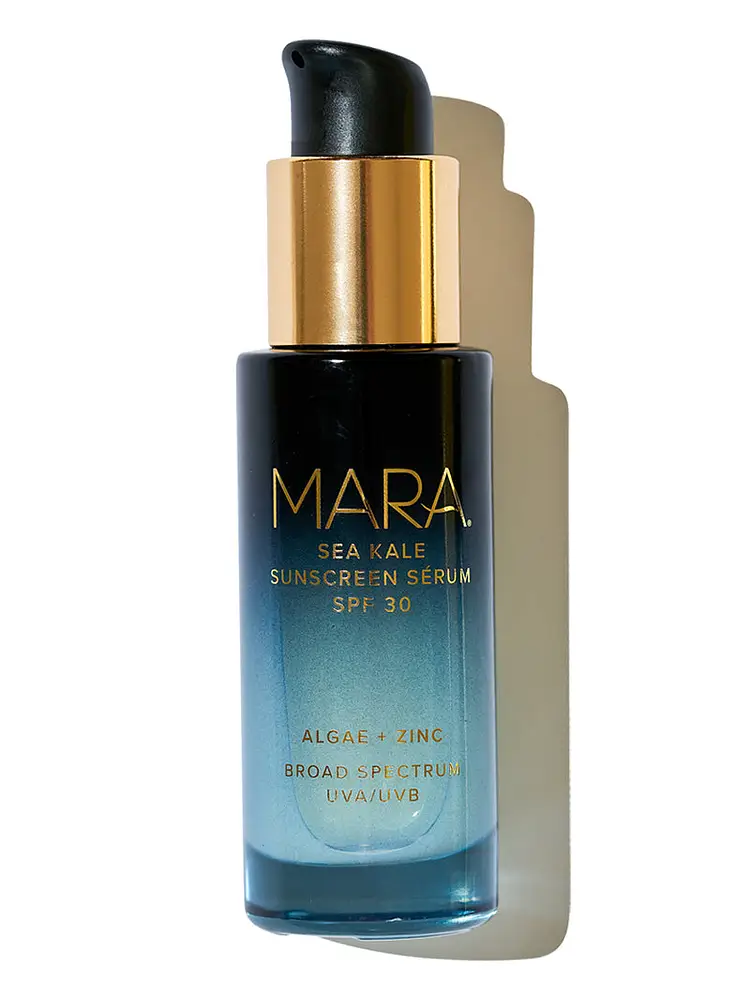 MARA®
SEA KALE
SUNSCREEN SÉRUM
SPF 30
ALGAE + ZINC
BROAD SPECTRUM
UVA/UVB